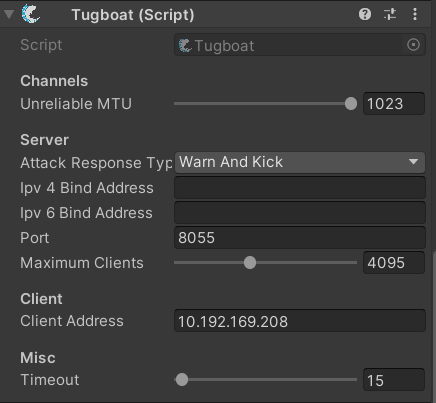 Tugboat (Script)
Script Tugboat
Channels
Unreliable MTU 1023
Server
Attack Response Typ Warn And Kick
Ipv 4 Bind Address
Ipv 6 Bind Address
Port 8055
Maximum Clients 4095
Client
Client Address 10.192.169.208
Misc
Timeout 15